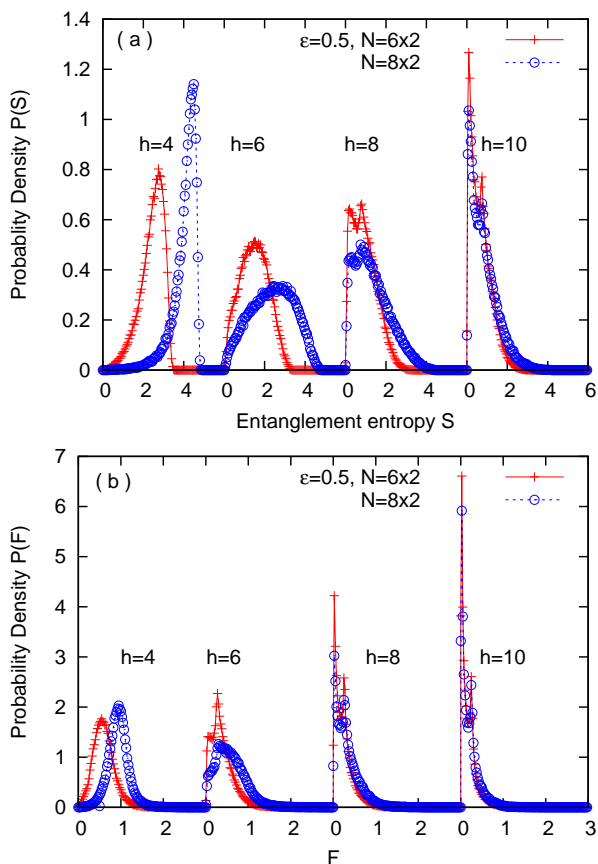 ( a )
ε=0.5, N=6x2
N=8x2
h=4
h=6
h=8
h=10
Probablity Density P(S)
0
0.2
0.4
0.6
0.8
1
1.2
1.4
0 2 4 0 2 4 0 2 4 0 2 4 6
Entanglement entropy S
( b )
ε=0.5, N=6x2
N=8x2
h=4
h=6
h=8
h=10
Probability Density P(F)
0
1
2
3
4
5
6
7
0 1 2 0 1 2 0 1 2 0 1 2 3
F